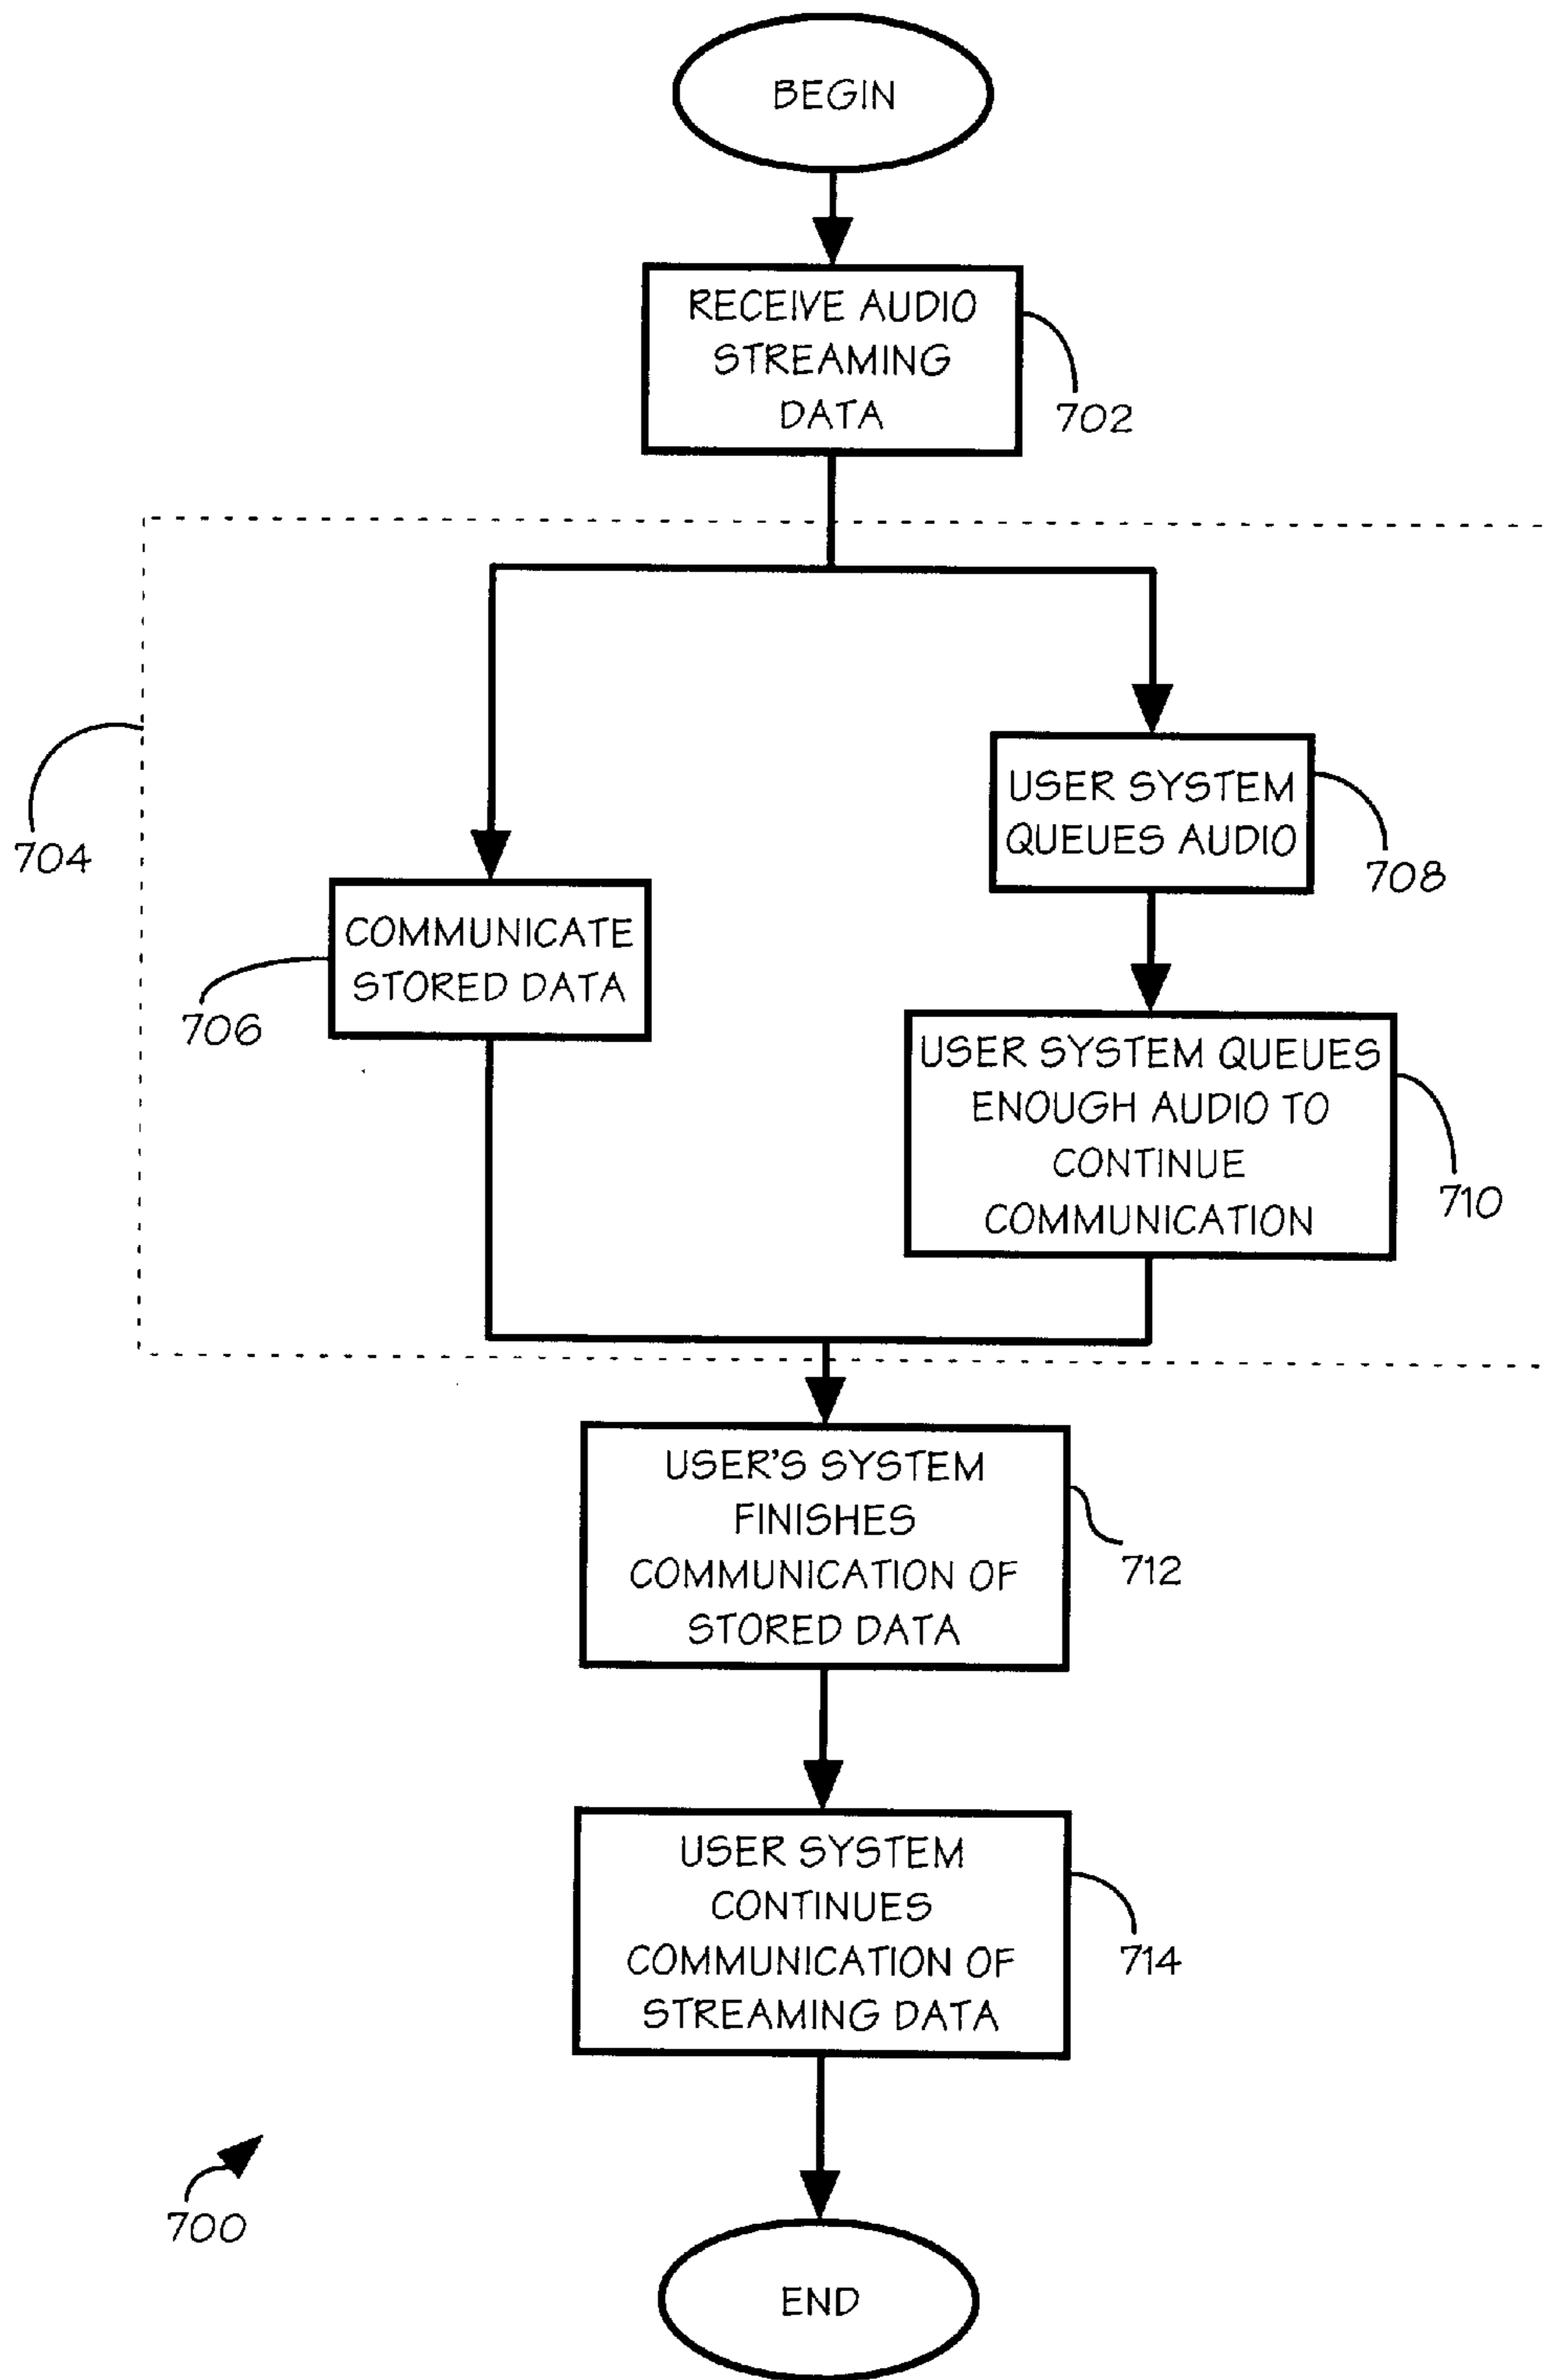 BEGIN
RECEIVE AUDIO
STREAMING
DATA
702
704
USER SYSTEM
QUEUES AUDIO
708
COMMUNICATE
STORED DATA
706
USER SYSTEM QUEUES
ENOUGH AUDIO TO
CONTINUE
COMMUNICATION
710
USER'S SYSTEM
FINISHES
COMMUNICATION OF
STORED DATA
712
USER SYSTEM
CONTINUES
COMMUNICATION OF
STREAMING DATA
714
700
END